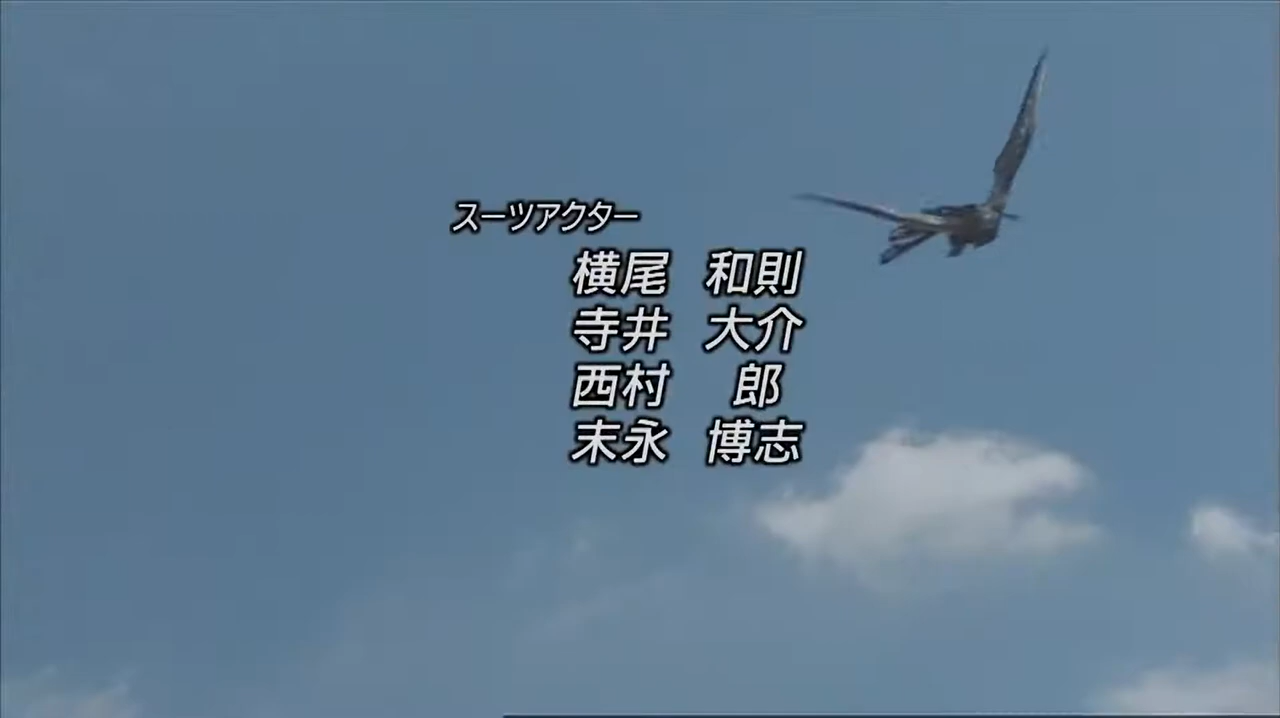 スーツアクター
横尾 和則
寺井 大介
西村 郎
末永 博志